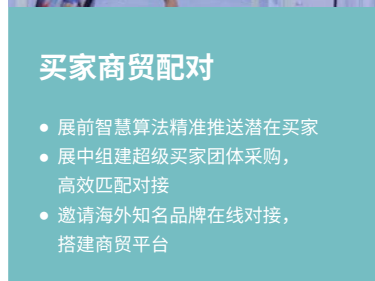 买家商贸配对
● 展前智慧算法精准推送潜在买家
● 展中组建超级买家团体采购，
高效匹配对接
● 邀请海外知名品牌在线对接，
搭建商贸平台